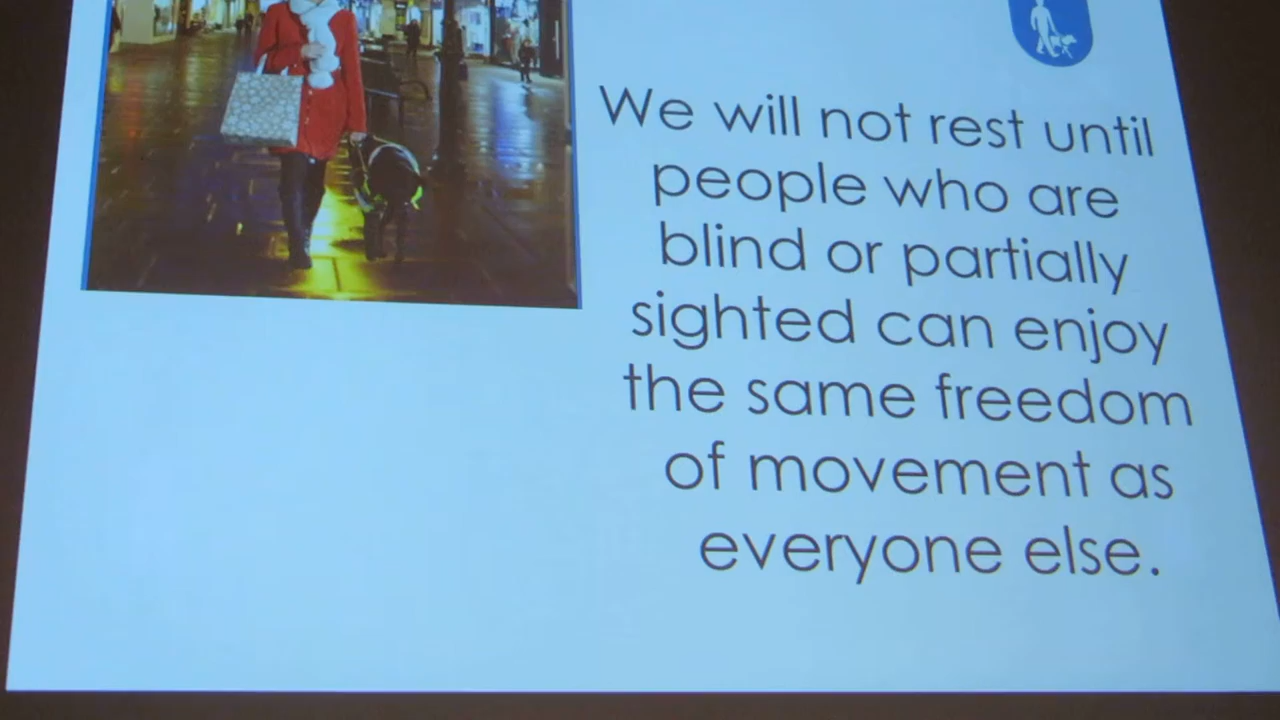 We will not rest until
people who are
blind or partially
sighted can enjoy
the same freedom
of movement as
everyone else.